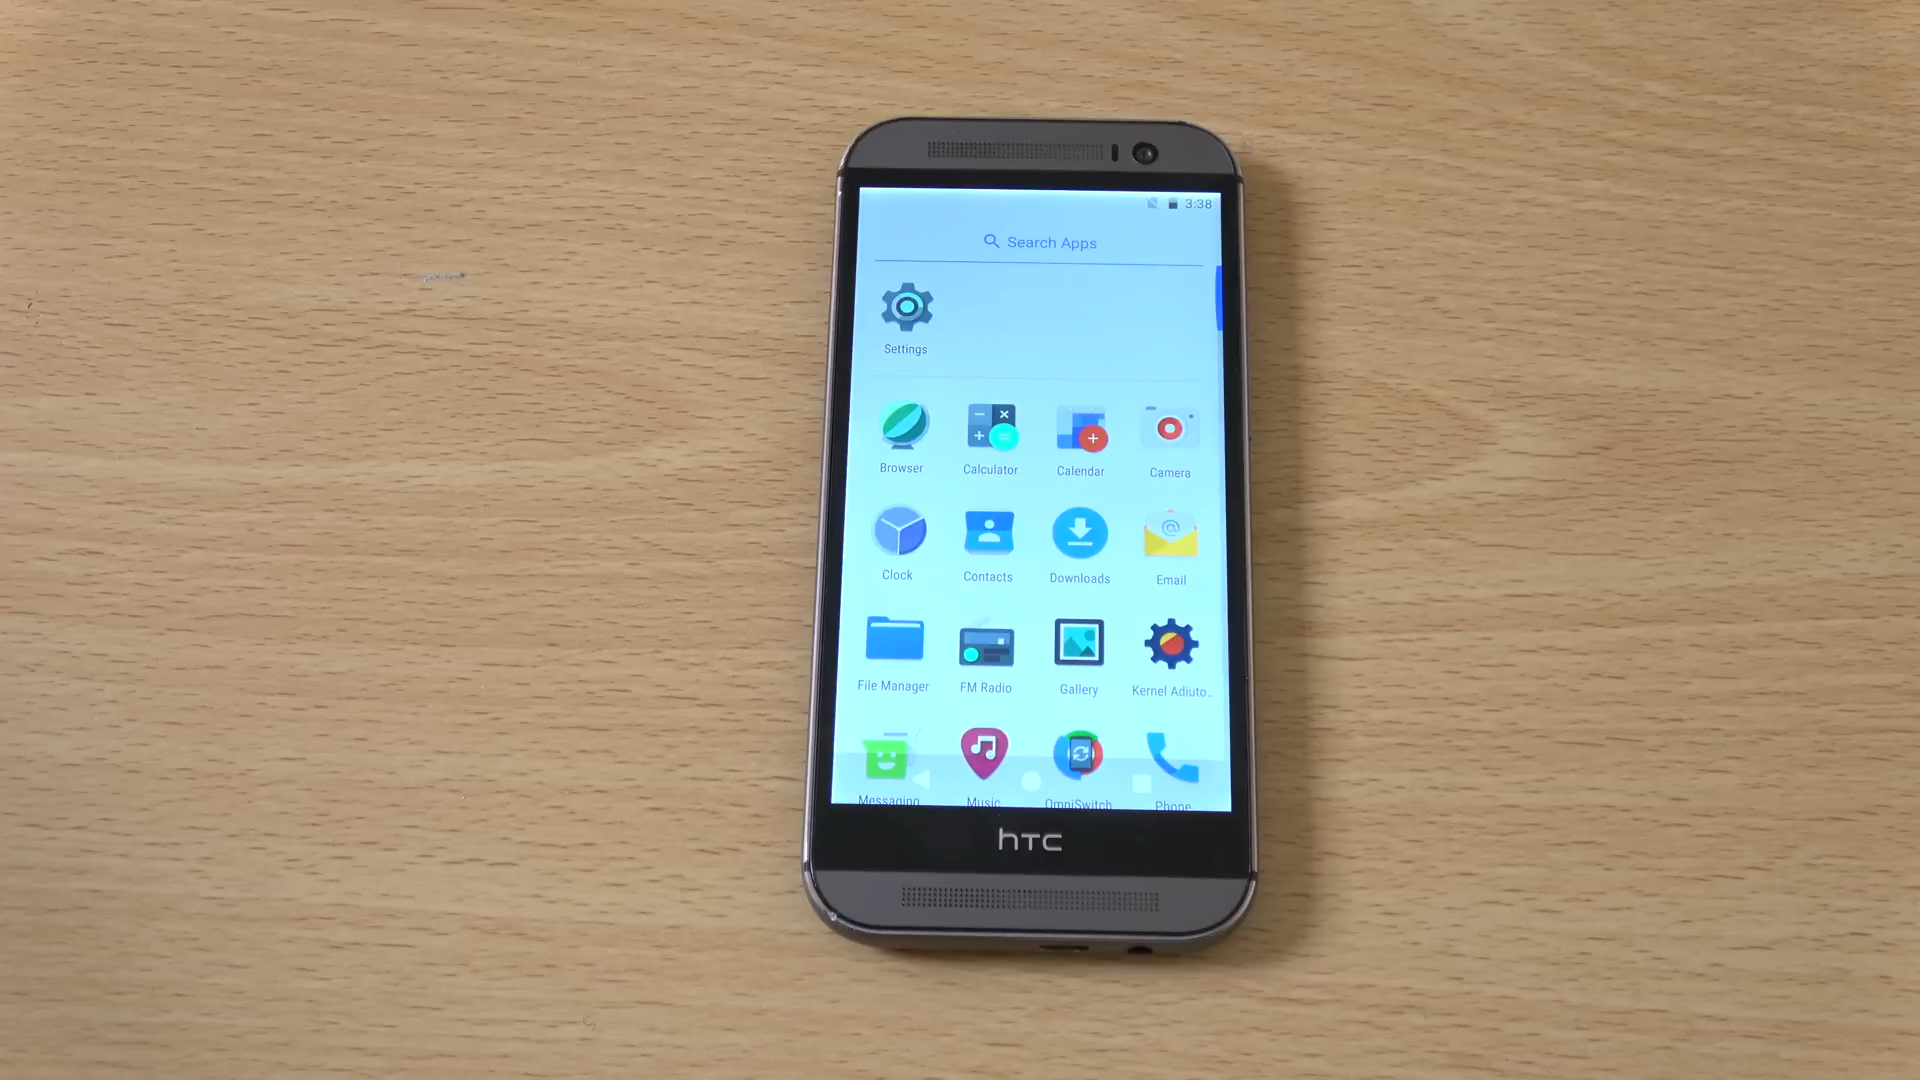 3:38
Search Apps
Settings
Browser Calculator Calendar Camera
Clock Contacts Downloads Email
File Manager FM Radio Gallery Kernel Adiuto..
Messaging Music OmniSwitch Phone
hTC